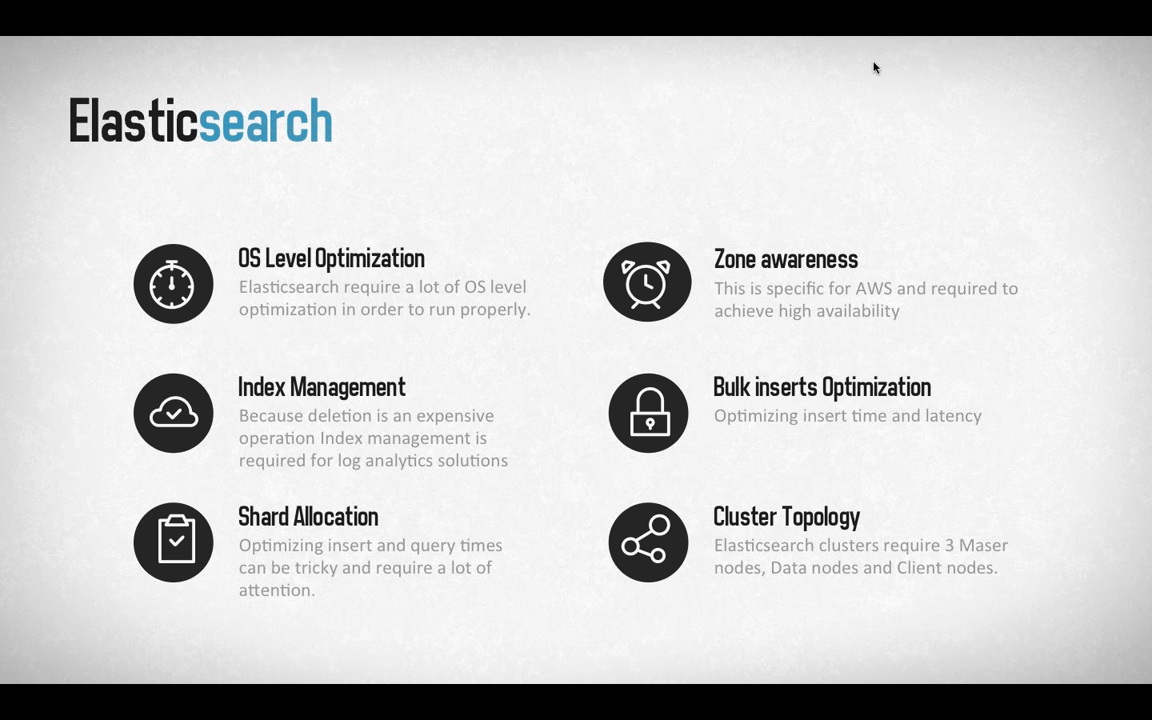 Elasticsearch
OS Level Optimization
Elasticsearch require a lot of OS level
optimization in order to run properly.
Zone awareness
This is specific for AWS and required to
achieve high availability
Index Management
Because deletion is an expensive
operation Index management is
required for log analytics solutions
Bulk inserts Optimization
Optimizing insert time and latency
Shard Allocation
Optimizing insert and query times
can be tricky and require a lot of
attention.
Cluster Topology
Elasticsearch clusters require 3 Maser
nodes, Data nodes and Client nodes.